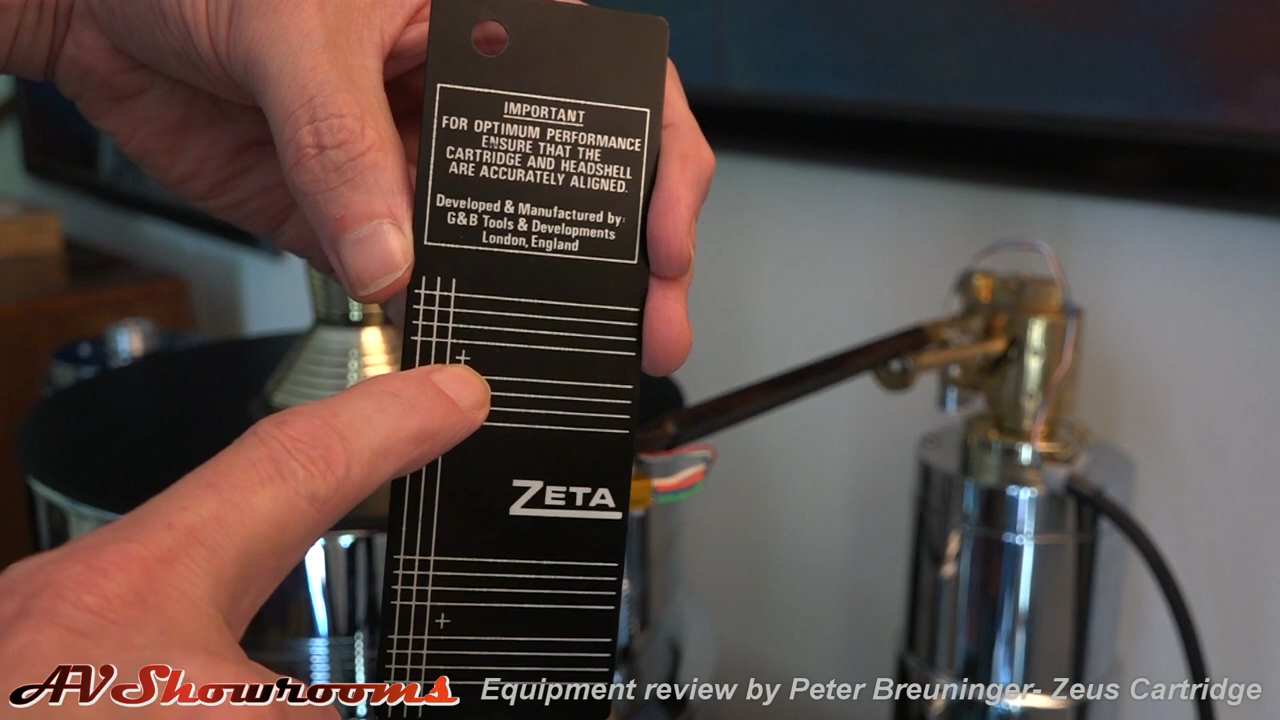 IMPORTANT
FOR OPTIMUM PERFORMANCE
ENSURE THAT THE
CARTRIDGE AND HEADSHELL
ARE ACCURATELY ALIGNED.
Developed & Manufactured by:
G&B Tools & Developments
London, England
ZETA
AV Showrooms
Equipment review by Peter Breuninger- Zeus Cartridge